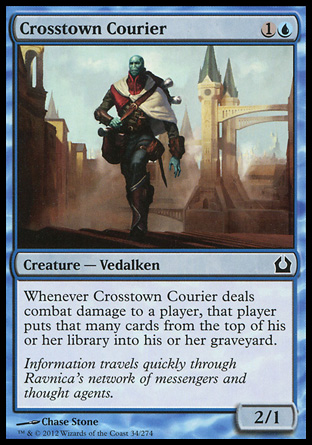 Crosstown Courier 1
Creature — Vedalken
Whenever Crosstown Courier deals
combat damage to a player, that player
puts that many cards from the top of his
or her library into his or her graveyard.
Information travels quickly through
Ravnica's network of messengers and
thought agents.
Chase Stone
™ & © 2012 Wizards of the Coast 34/274
2/1